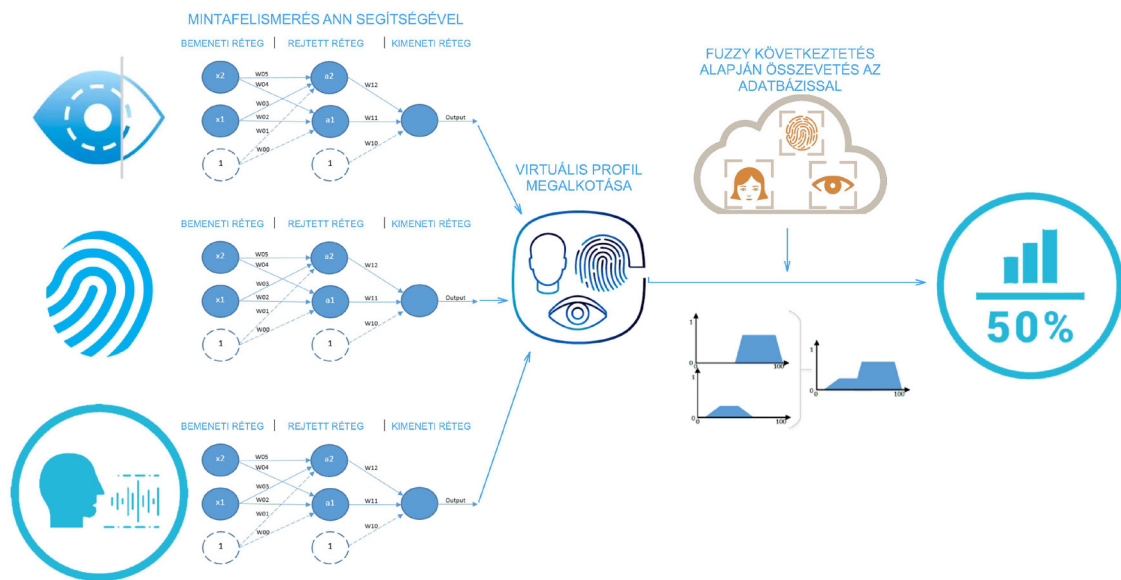 MINTAFELISMERÉS ANN SEGÍTSÉGÉVEL
BEMENETI RÉTEG | REJTETT RÉTEG | KIMENETI RÉTEG
x2
W05
W04
a2
W12
x1
W03
W02
W01
a1
W11
Output
1
W00
1
W10
BEMENETI RÉTEG | REJTETT RÉTEG | KIMENETI RÉTEG
x2
W05
W04
a2
W12
x1
W03
W02
W01
a1
W11
Output
1
W00
1
W10
BEMENETI RÉTEG | REJTETT RÉTEG | KIMENETI RÉTEG
x2
W05
W04
a2
W12
x1
W03
W02
W01
a1
W11
Output
1
W00
1
W10
VIRTUÁLIS PROFIL
MEGALKOTÁSA
FUZZY KÖVETKEZTETÉS
ALAPJÁN ÖSSZEVETÉS AZ
ADATBÁZISSAL
1
0
100
1
0
100
1
0
100
50%